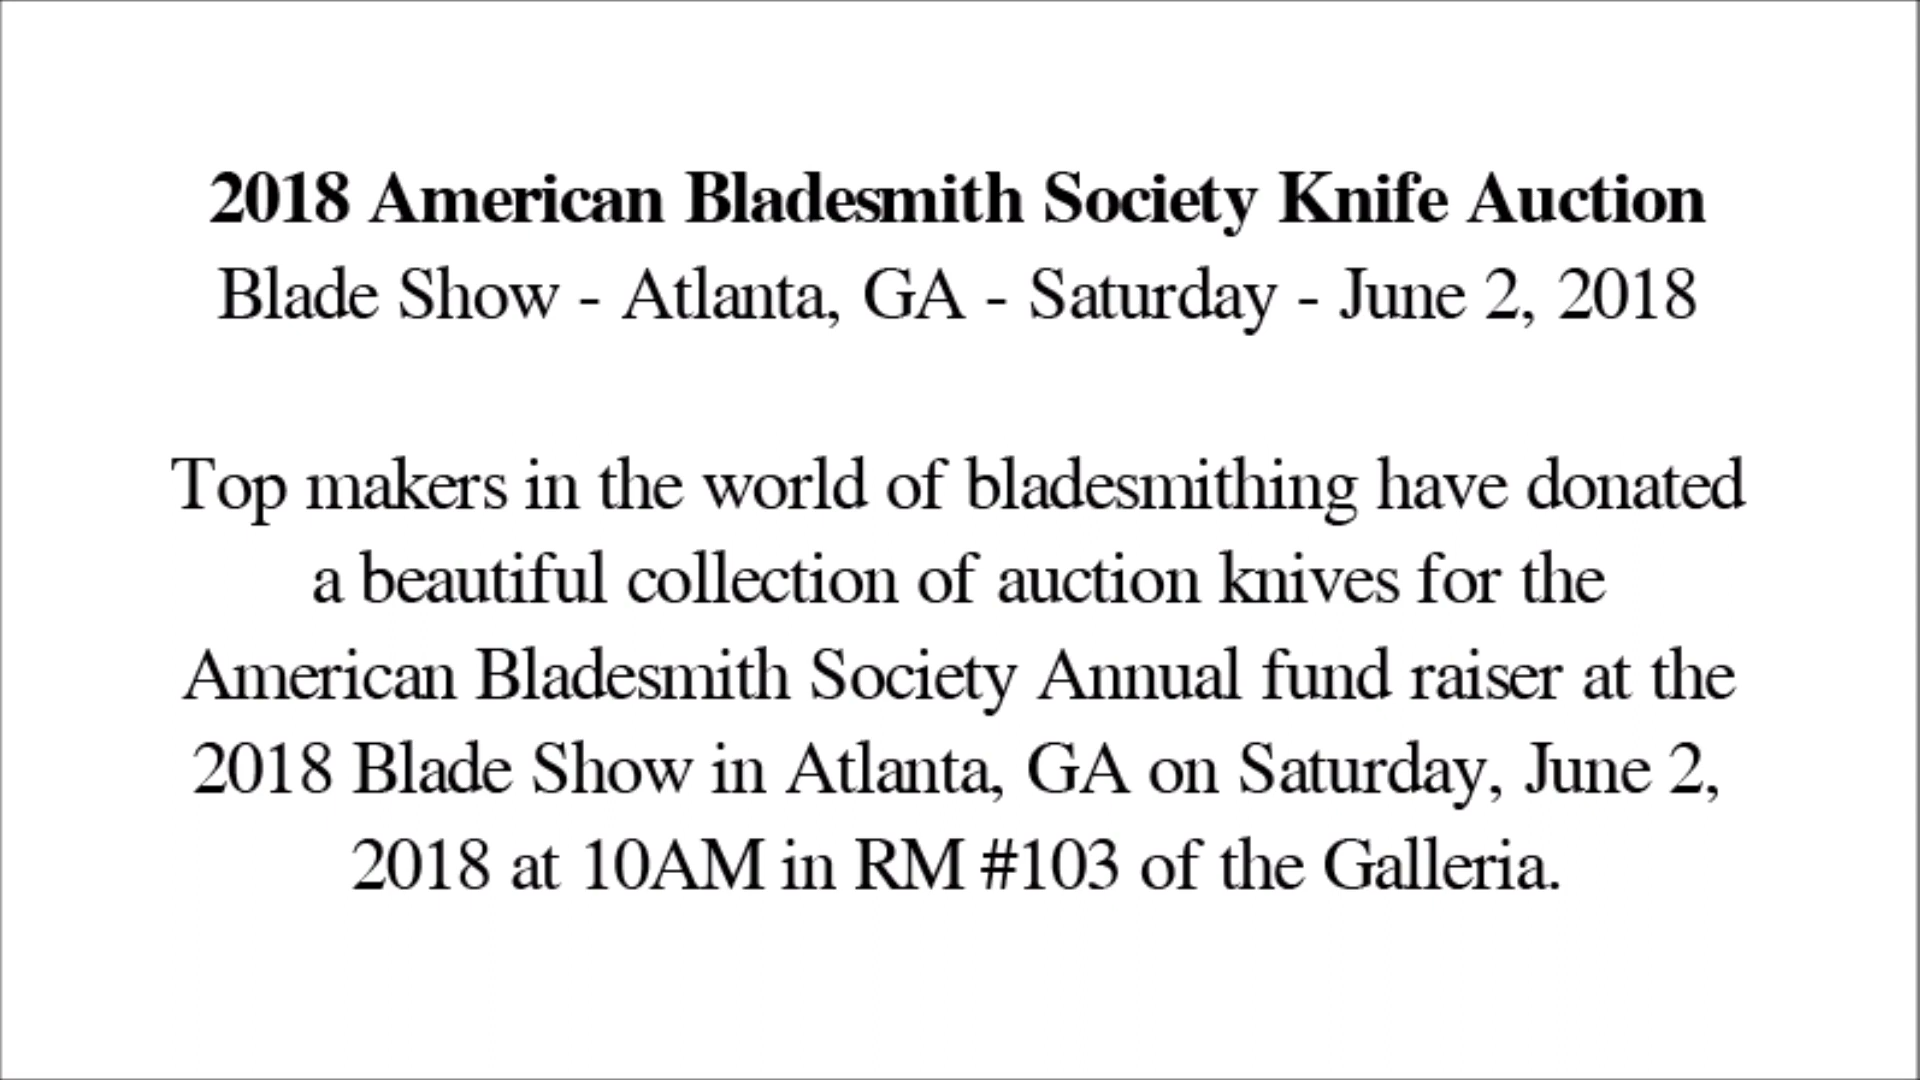 2018 American Bladesmith Society Knife Auction
Blade Show - Atlanta, GA - Saturday - June 2, 2018
Top makers in the world of bladesmithing have donated
a beautiful collection of auction knives for the
American Bladesmith Society Annual fund raiser at the
2018 Blade Show in Atlanta, GA on Saturday, June 2,
2018 at 10AM in RM #103 of the Galleria.